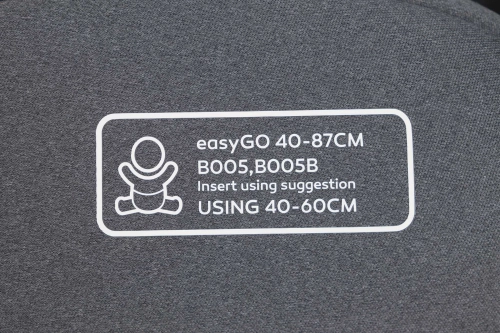 easyGO 40-87CM
B005,B005B
Insert using suggestion
USING 40-60CM